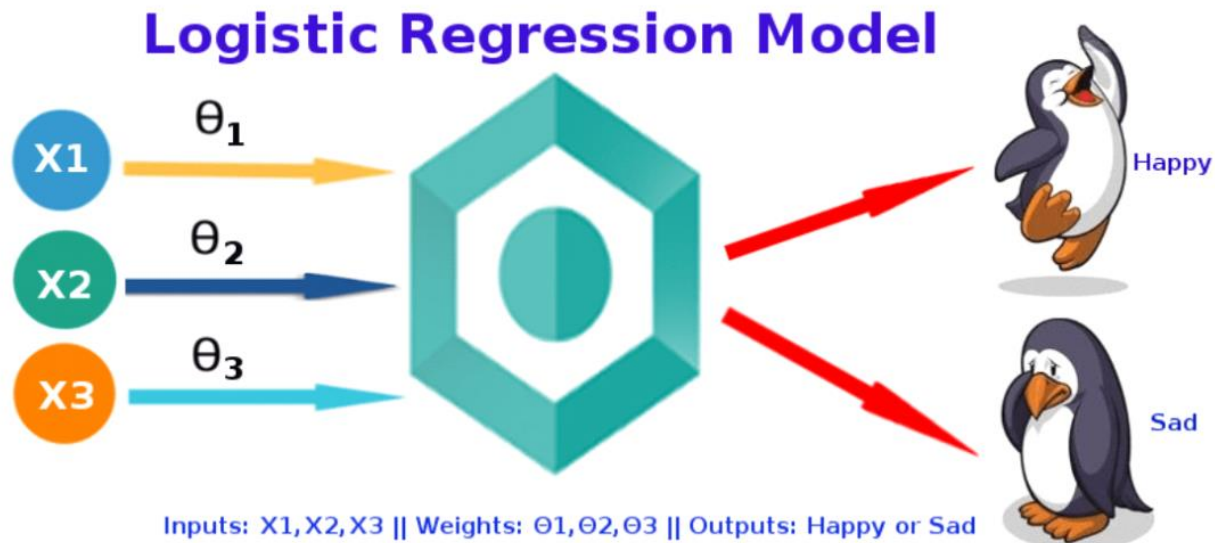 Logistic Regression Model
X1
θ1
X2
θ2
X3
θ3
Happy
Sad
Inputs: X1,X2,X3 || Weights: Θ1,Θ2,Θ3 || Outputs: Happy or Sad